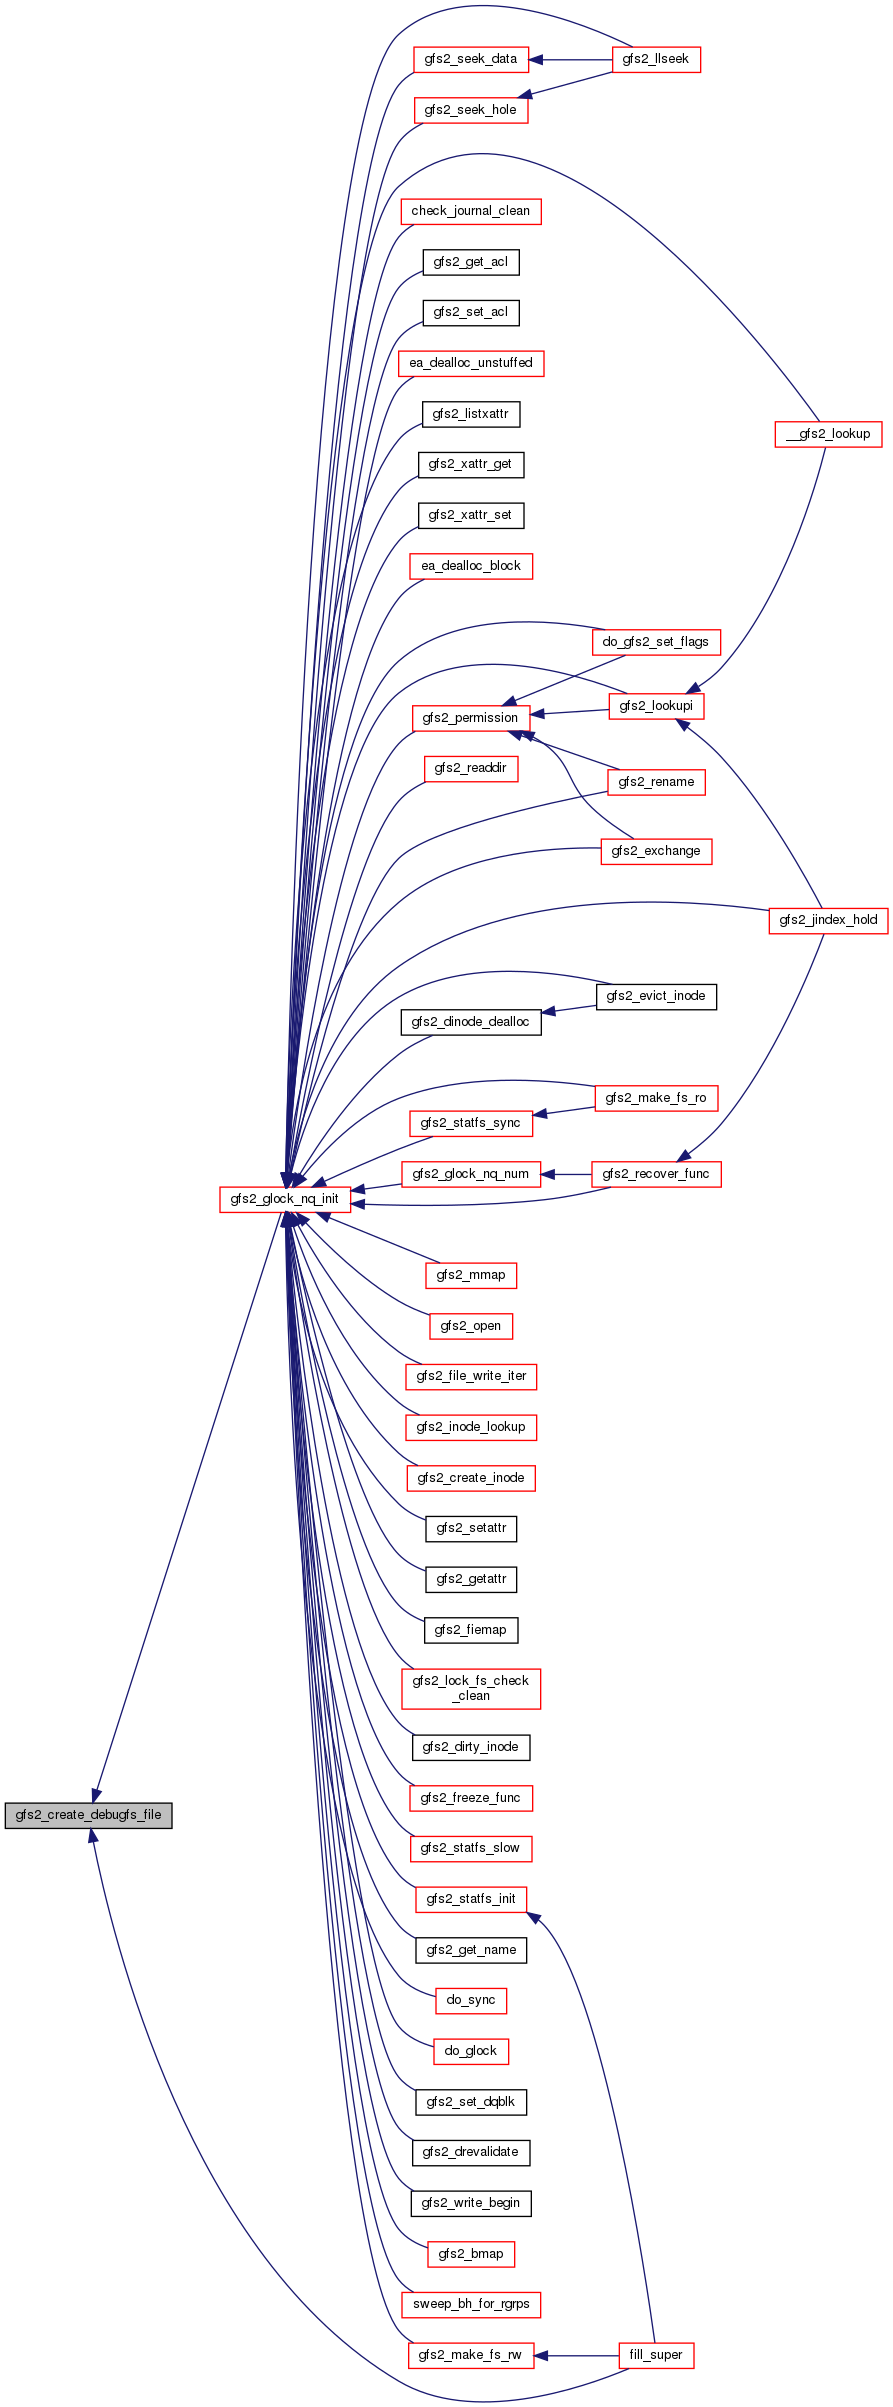 gfs2_seek_data
gfs2_llseek
gfs2_seek_hole
check_journal_clean
gfs2_get_acl
gfs2_set_acl
ea_dealloc_unstuffed
gfs2_listxattr
__gfs2_lookup
gfs2_xattr_get
gfs2_xattr_set
ea_dealloc_block
do_gfs2_set_flags
gfs2_lookupi
gfs2_permission
gfs2_readdir
gfs2_rename
gfs2_exchange
gfs2_jindex_hold
gfs2_evict_inode
gfs2_dinode_dealloc
gfs2_make_fs_ro
gfs2_statfs_sync
gfs2_glock_nq_num
gfs2_recover_func
gfs2_glock_nq_init
gfs2_mmap
gfs2_open
gfs2_file_write_iter
gfs2_inode_lookup
gfs2_create_inode
gfs2_setattr
gfs2_getattr
gfs2_fiemap
gfs2_lock_fs_check
_clean
gfs2_dirty_inode
gfs2_freeze_func
gfs2_create_debugfs_file
gfs2_statfs_slow
gfs2_statfs_init
gfs2_get_name
do_sync
do_glock
gfs2_set_dqblk
gfs2_drevalidate
gfs2_write_begin
gfs2_bmap
sweep_bh_for_rgrps
gfs2_make_fs_rw
fill_super